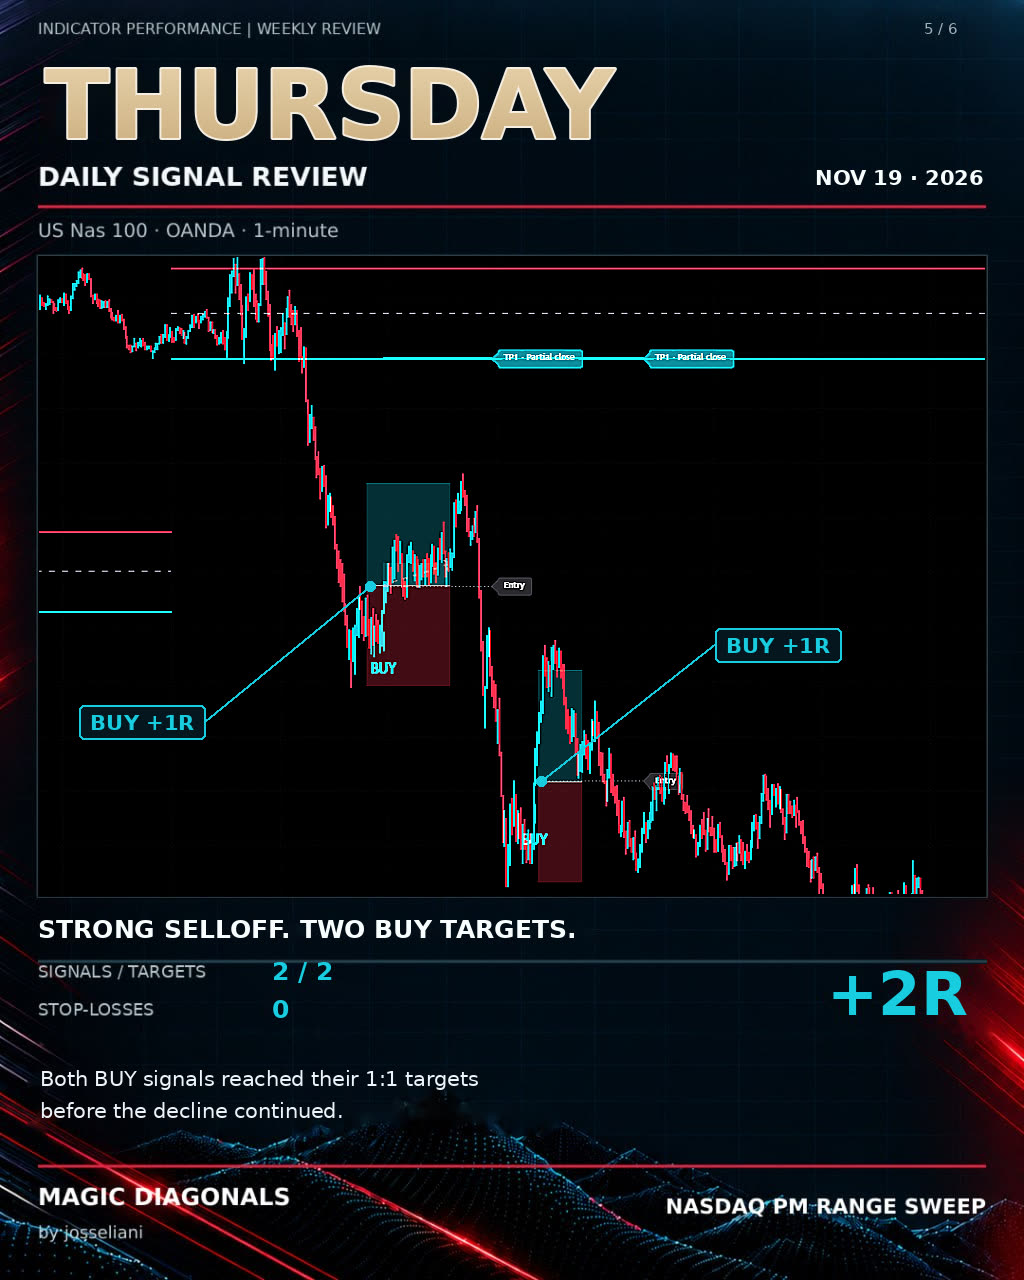 INDICATOR PERFORMANCE | WEEKLY REVIEW
5 / 6
THURSDAY
DAILY SIGNAL REVIEW
NOV 19 · 2026
US Nas 100 · OANDA · 1-minute
TP1 - Partial close
TP1 - Partial close
Entry
BUY +1R
BUY
BUY +1R
Entry
BUY
STRONG SELLOFF. TWO BUY TARGETS.
SIGNALS / TARGETS
2 / 2
+2R
STOP-LOSSES
0
Both BUY signals reached their 1:1 targets
before the decline continued.
MAGIC DIAGONALS
NASDAQ PM RANGE SWEEP
by josseliani